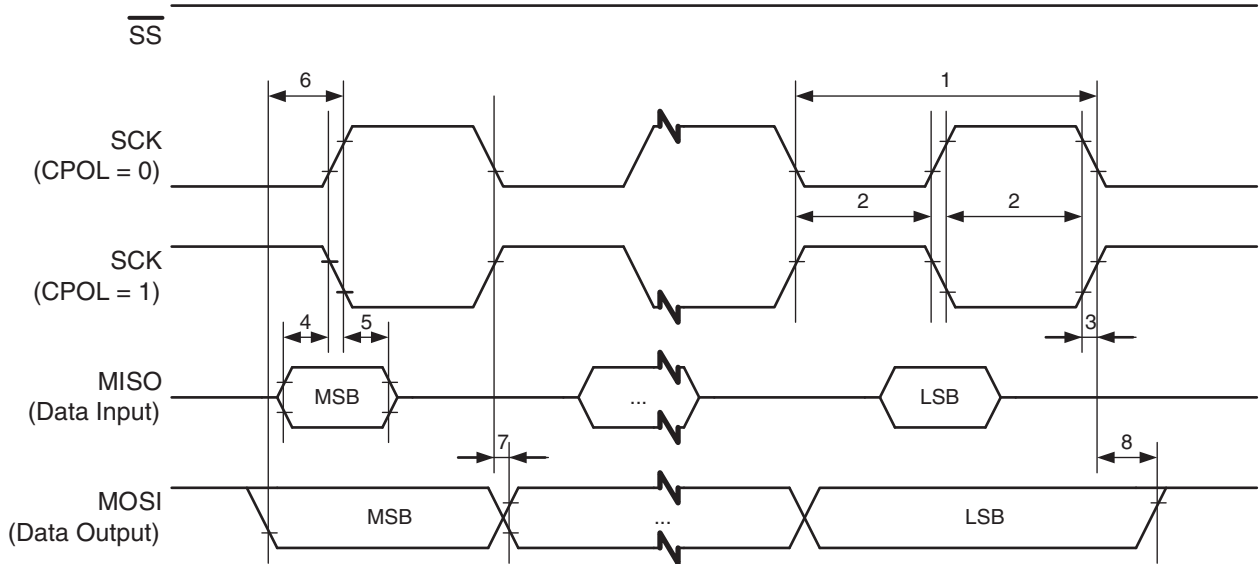 SS
6
1
SCK
(CPOL = 0)
2
2
SCK
(CPOL = 1)
4
5
3
MISO
(Data Input)
MSB
...
LSB
7
8
MOSI
(Data Output)
MSB
...
LSB